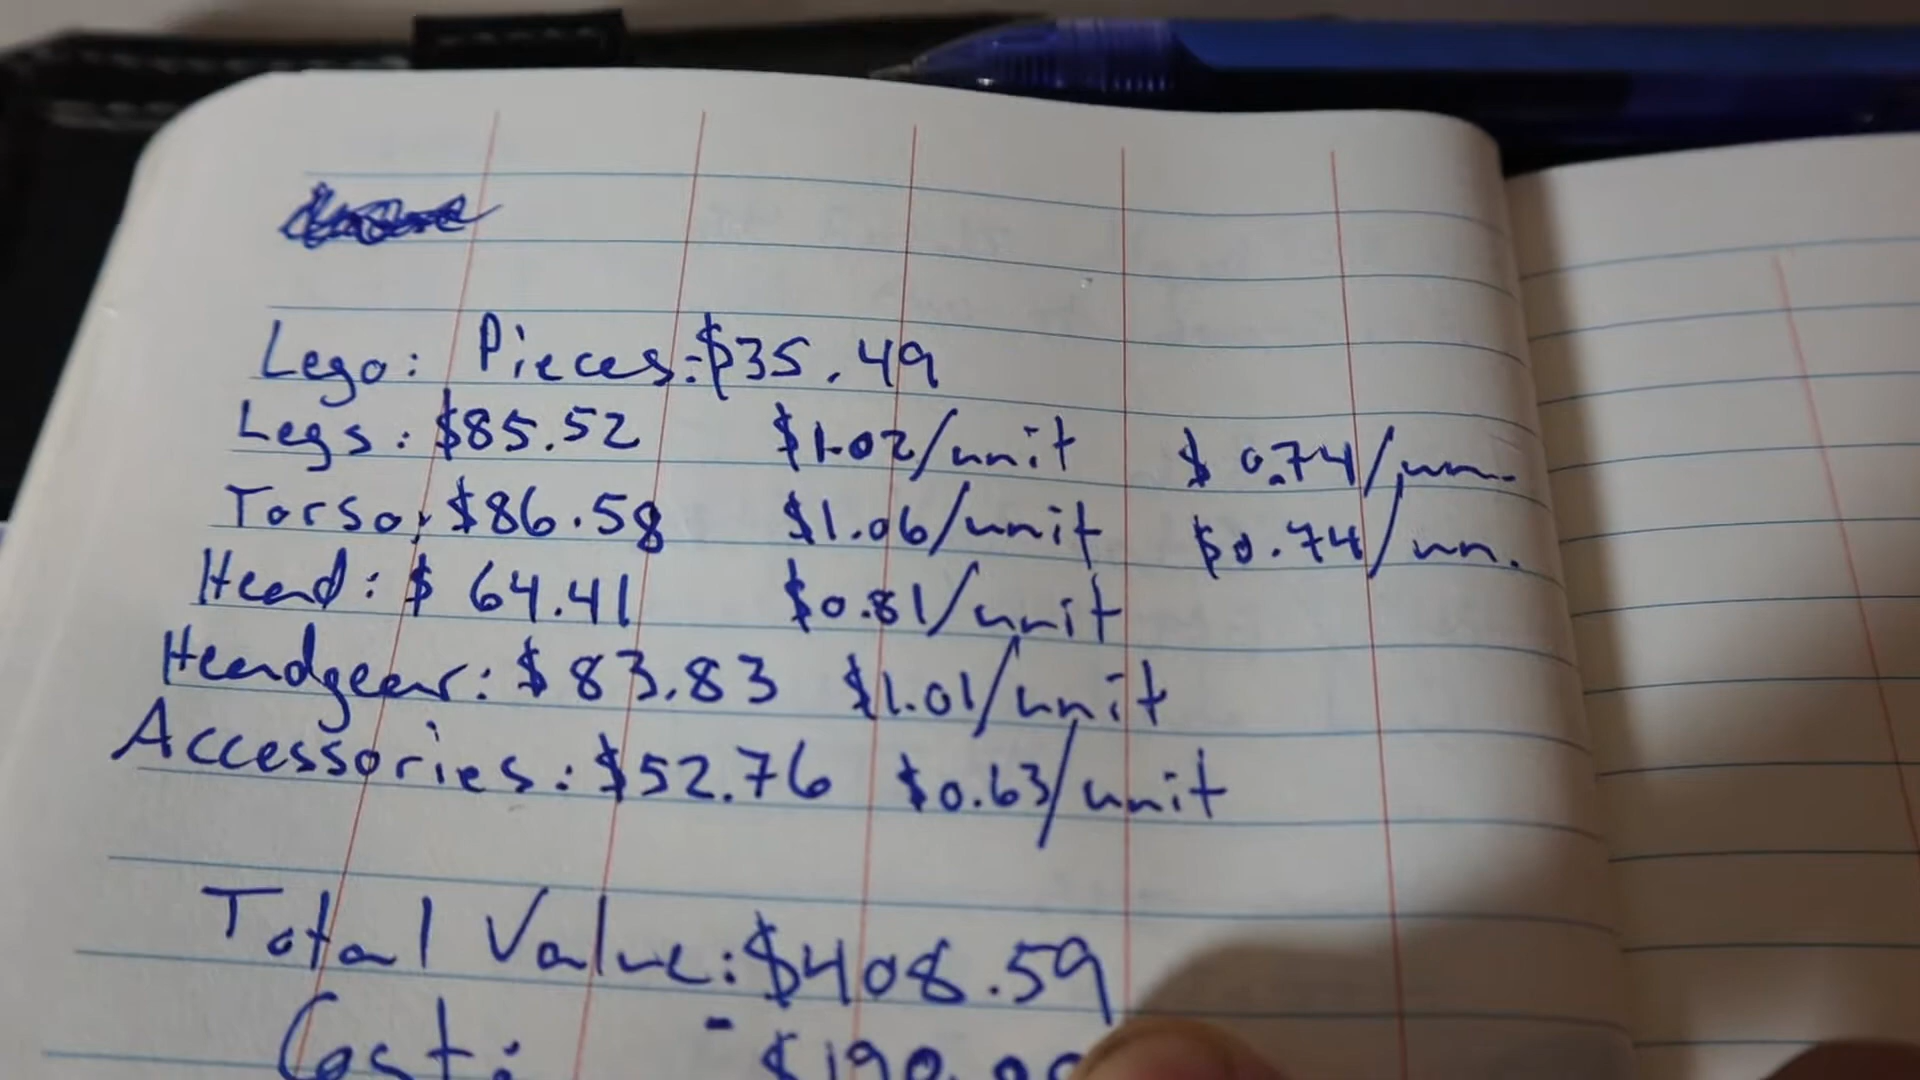 Lego: Pieces: $35.49
Legs: $85.52 $1.02/unit $0.74/un.
Torso: $86.58 $1.06/unit $0.74/un.
Head: $64.41 $0.81/unit
Headgear: $83.83 $1.01/unit
Accessories: $52.76 $0.63/unit
Total Value: $408.59
Cost: -